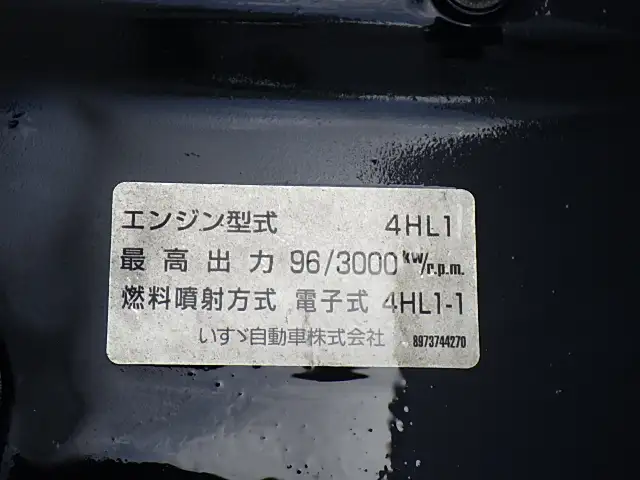 エンジン型式 4HL1
最高出力 96/3000 kw/r.p.m.
燃料噴射方式 電子式 4HL1-1
いすゞ自動車株式会社 8973744270